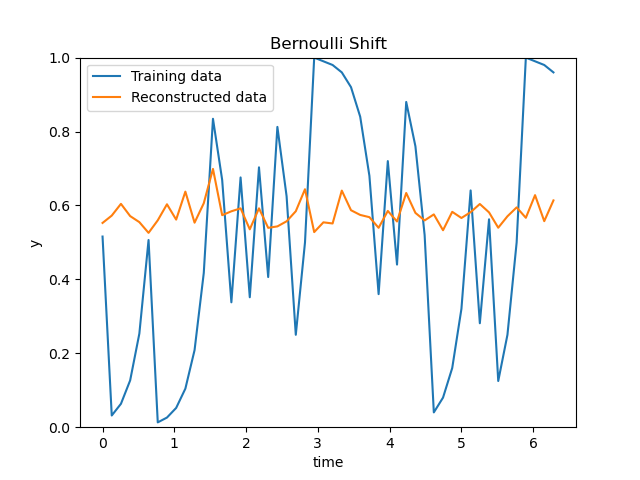 Bernoulli Shift
Training data
Reconstructed data
1.0
0.8
0.6
0.4
0.2
0.0
y
0 1 2 3 4 5 6
time